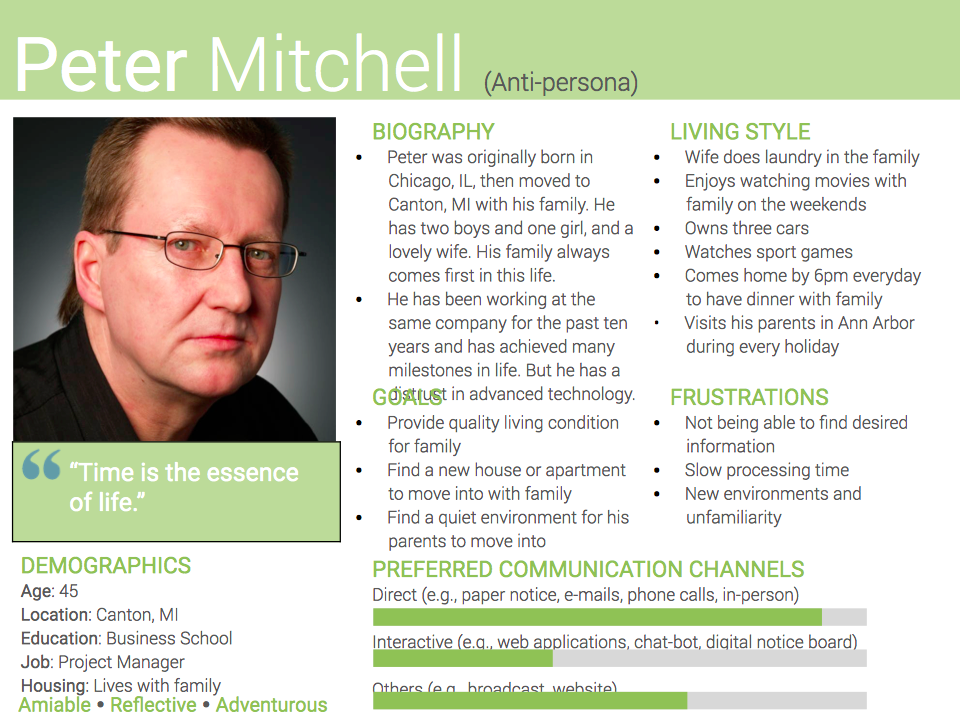 Peter Mitchell (Anti-persona)
“Time is the essence
of life.”
DEMOGRAPHICS
Age: 45
Location: Canton, MI
Education: Business School
Job: Project Manager
Housing: Lives with family
Amiable • Reflective • Adventurous
BIOGRAPHY
• Peter was originally born in
Chicago, IL, then moved to
Canton, MI with his family. He
has two boys and one girl, and a
lovely wife. His family always
comes first in this life.
• He has been working at the
same company for the past ten
years and has achieved many
milestones in life. But he has a
distrust in advanced technology.
GOALS
• Provide quality living condition
for family
• Find a new house or apartment
to move into with family
• Find a quiet environment for his
parents to move into
LIVING STYLE
• Wife does laundry in the family
• Enjoys watching movies with
family on the weekends
• Owns three cars
• Watches sport games
• Comes home by 6pm everyday
to have dinner with family
• Visits his parents in Ann Arbor
during every holiday
FRUSTRATIONS
• Not being able to find desired
information
• Slow processing time
• New environments and
unfamiliarity
PREFERRED COMMUNICATION CHANNELS
Direct (e.g., paper notice, e-mails, phone calls, in-person)
Interactive (e.g., web applications, chat-bot, digital notice board)
Others (e.g., broadcast, website)